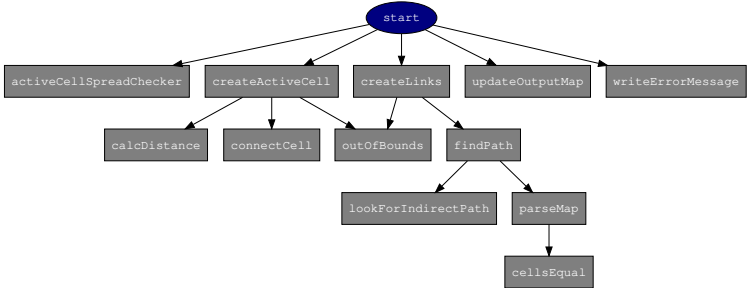 start
activeCellSpreadChecker
createActiveCell
createLinks
updateOutputMap
writeErrorMessage
calcDistance
connectCell
outOfBounds
findPath
lookForIndirectPath
parseMap
cellsEqual